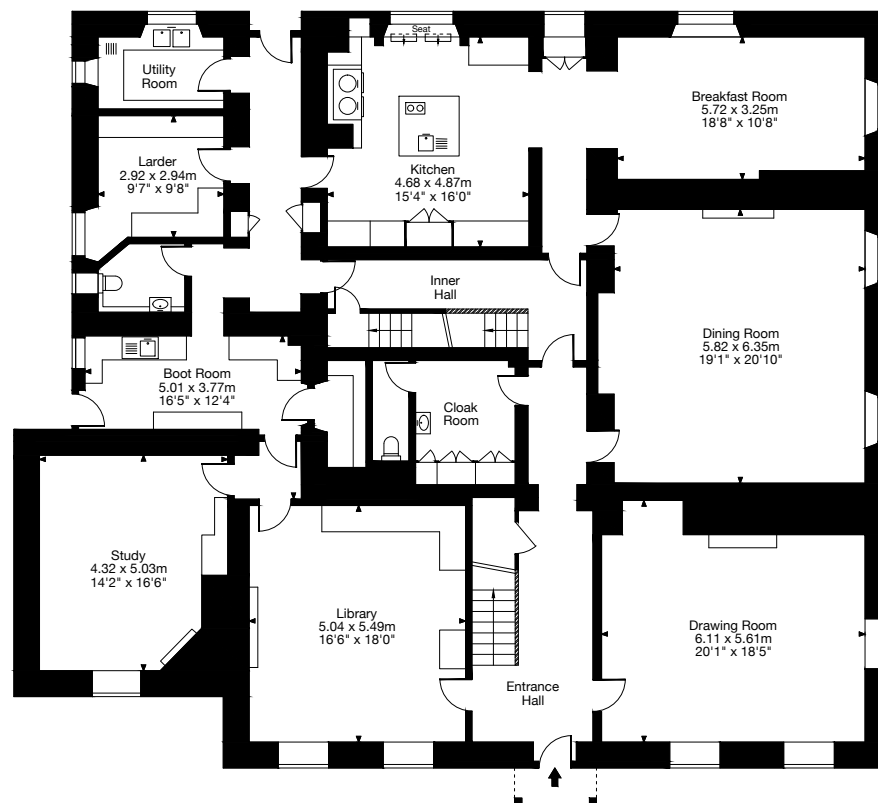 Seat
Utility
Room
Breakfast Room
5.72 x 3.25m
18'8" x 10'8"
Larder
2.92 x 2.94m
9'7" x 9'8"
Kitchen
4.68 x 4.87m
15'4" x 16'0"
Inner
Hall
Dining Room
5.82 x 6.35m
19'1" x 20'10"
Boot Room
5.01 x 3.77m
16'5" x 12'4"
Cloak
Room
Study
4.32 x 5.03m
14'2" x 16'6"
Library
5.04 x 5.49m
16'6" x 18'0"
Drawing Room
6.11 x 5.61m
20'1" x 18'5"
Entrance
Hall